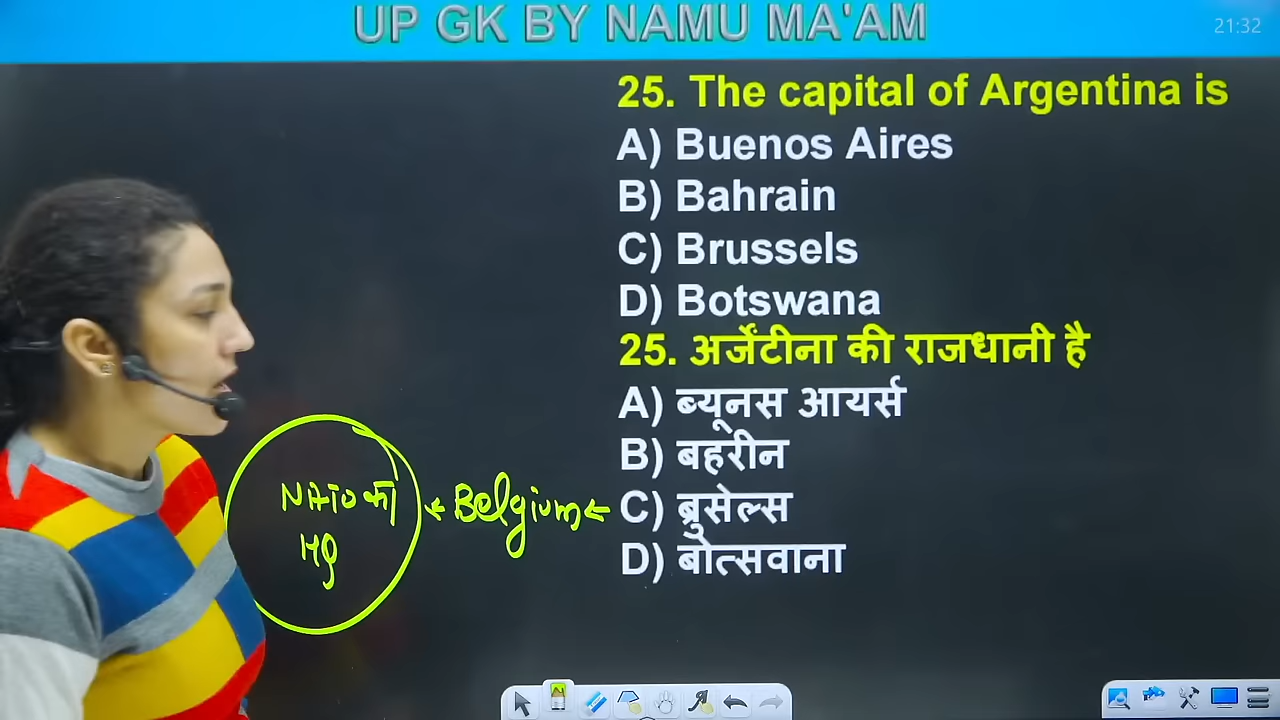 UP GK BY NAMU MA'AM
21:32
25. The capital of Argentina is
A) Buenos Aires
B) Bahrain
C) Brussels
D) Botswana
25. अर्जेंटीना की राजधानी है
A) ब्यूनस आयर्स
B) बहरीन
C) ब्रुसेल्स
D) बोत्सवाना
← Belgium ←
NATO का
HQ